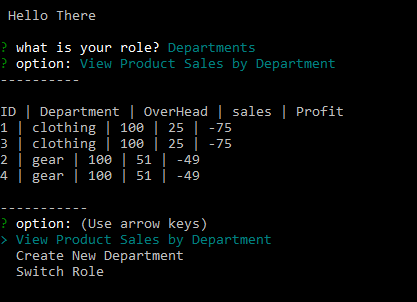 Hello There
? what is your role? Departments
? option: View Product Sales by Department
----------
ID | Department | OverHead | sales | Profit
1 | clothing | 100 | 25 | -75
3 | clothing | 100 | 25 | -75
2 | gear | 100 | 51 | -49
4 | gear | 100 | 51 | -49
-----------
? option: (Use arrow keys)
> View Product Sales by Department
Create New Department
Switch Role